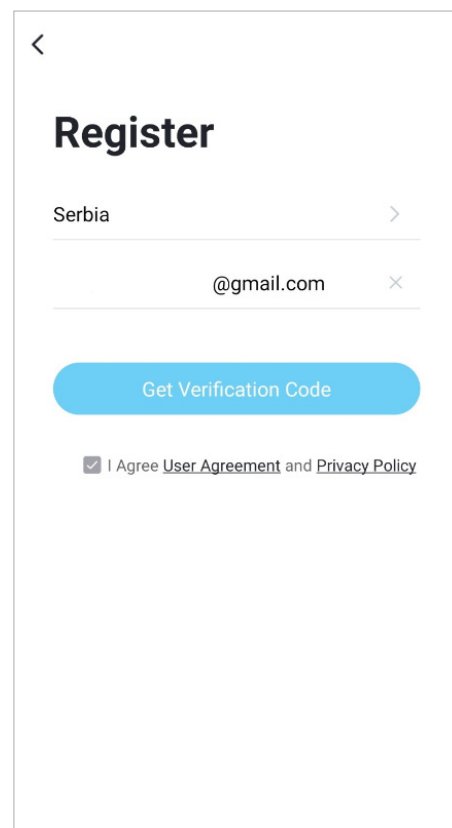 Register
Serbia
@gmail.com
Get Verification Code
I Agree User Agreement and Privacy Policy